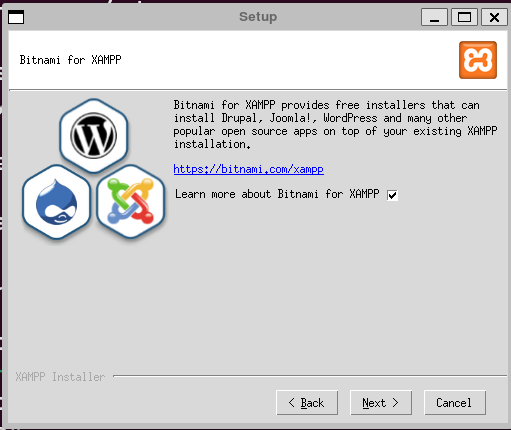 Setup
Bitnami for XAMPP
Bitnami for XAMPP provides free installers that can
install Drupal, Joomla!, WordPress and many other
popular open source apps on top of your existing XAMPP
installation.
https://bitnami.com/xampp
Learn more about Bitnami for XAMPP
XAMPP Installer
< Back
Next >
Cancel